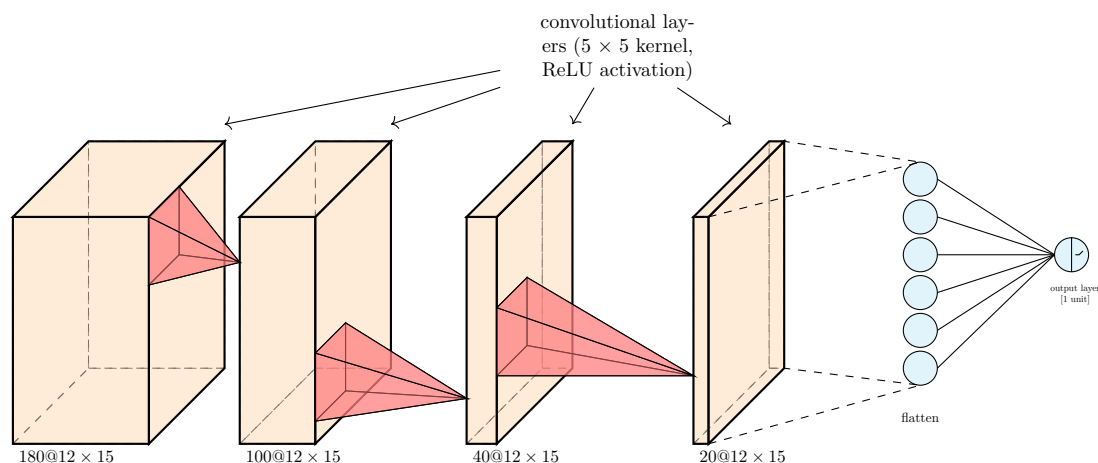 convolutional lay-
ers (5 × 5 kernel,
ReLU activation)
output layer
[1 unit]
flatten
180@12 × 15
100@12 × 15
40@12 × 15
20@12 × 15